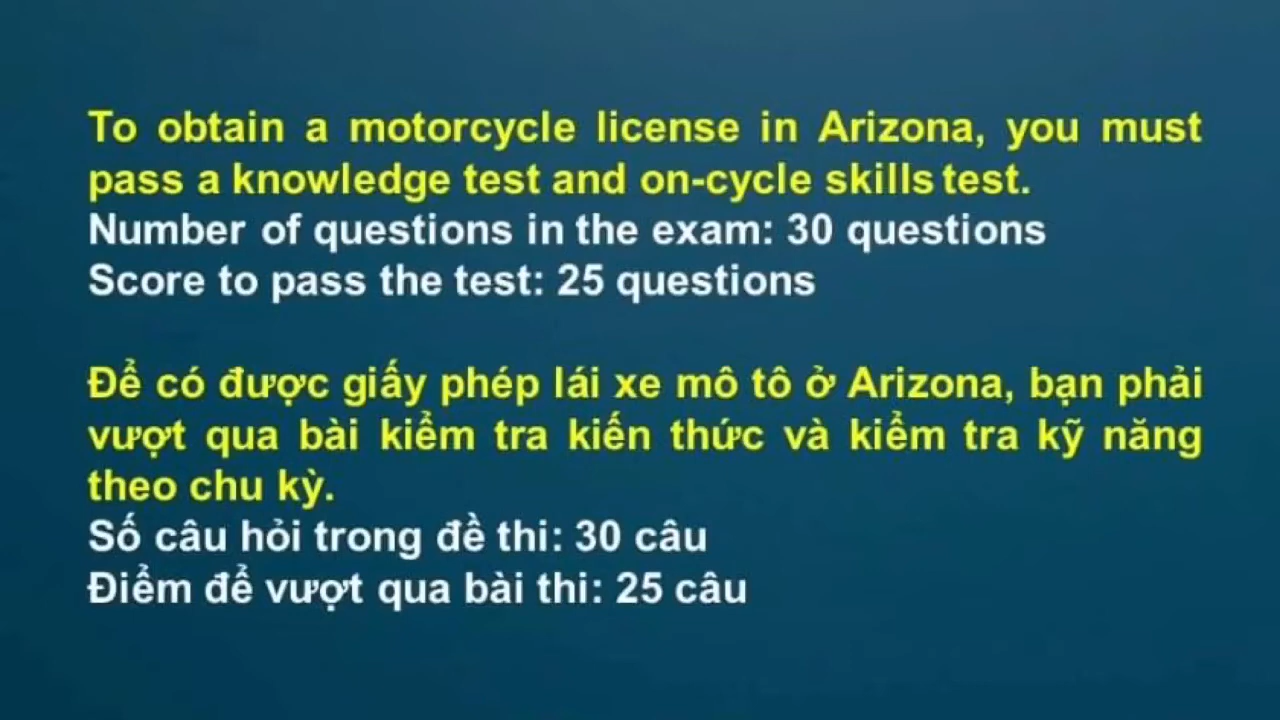 To obtain a motorcycle license in Arizona, you must
pass a knowledge test and on-cycle skills test.
Number of questions in the exam: 30 questions
Score to pass the test: 25 questions
Để có được giấy phép lái xe mô tô ở Arizona, bạn phải
vượt qua bài kiểm tra kiến thức và kiểm tra kỹ năng
theo chu kỳ.
Số câu hỏi trong đề thi: 30 câu
Điểm để vượt qua bài thi: 25 câu